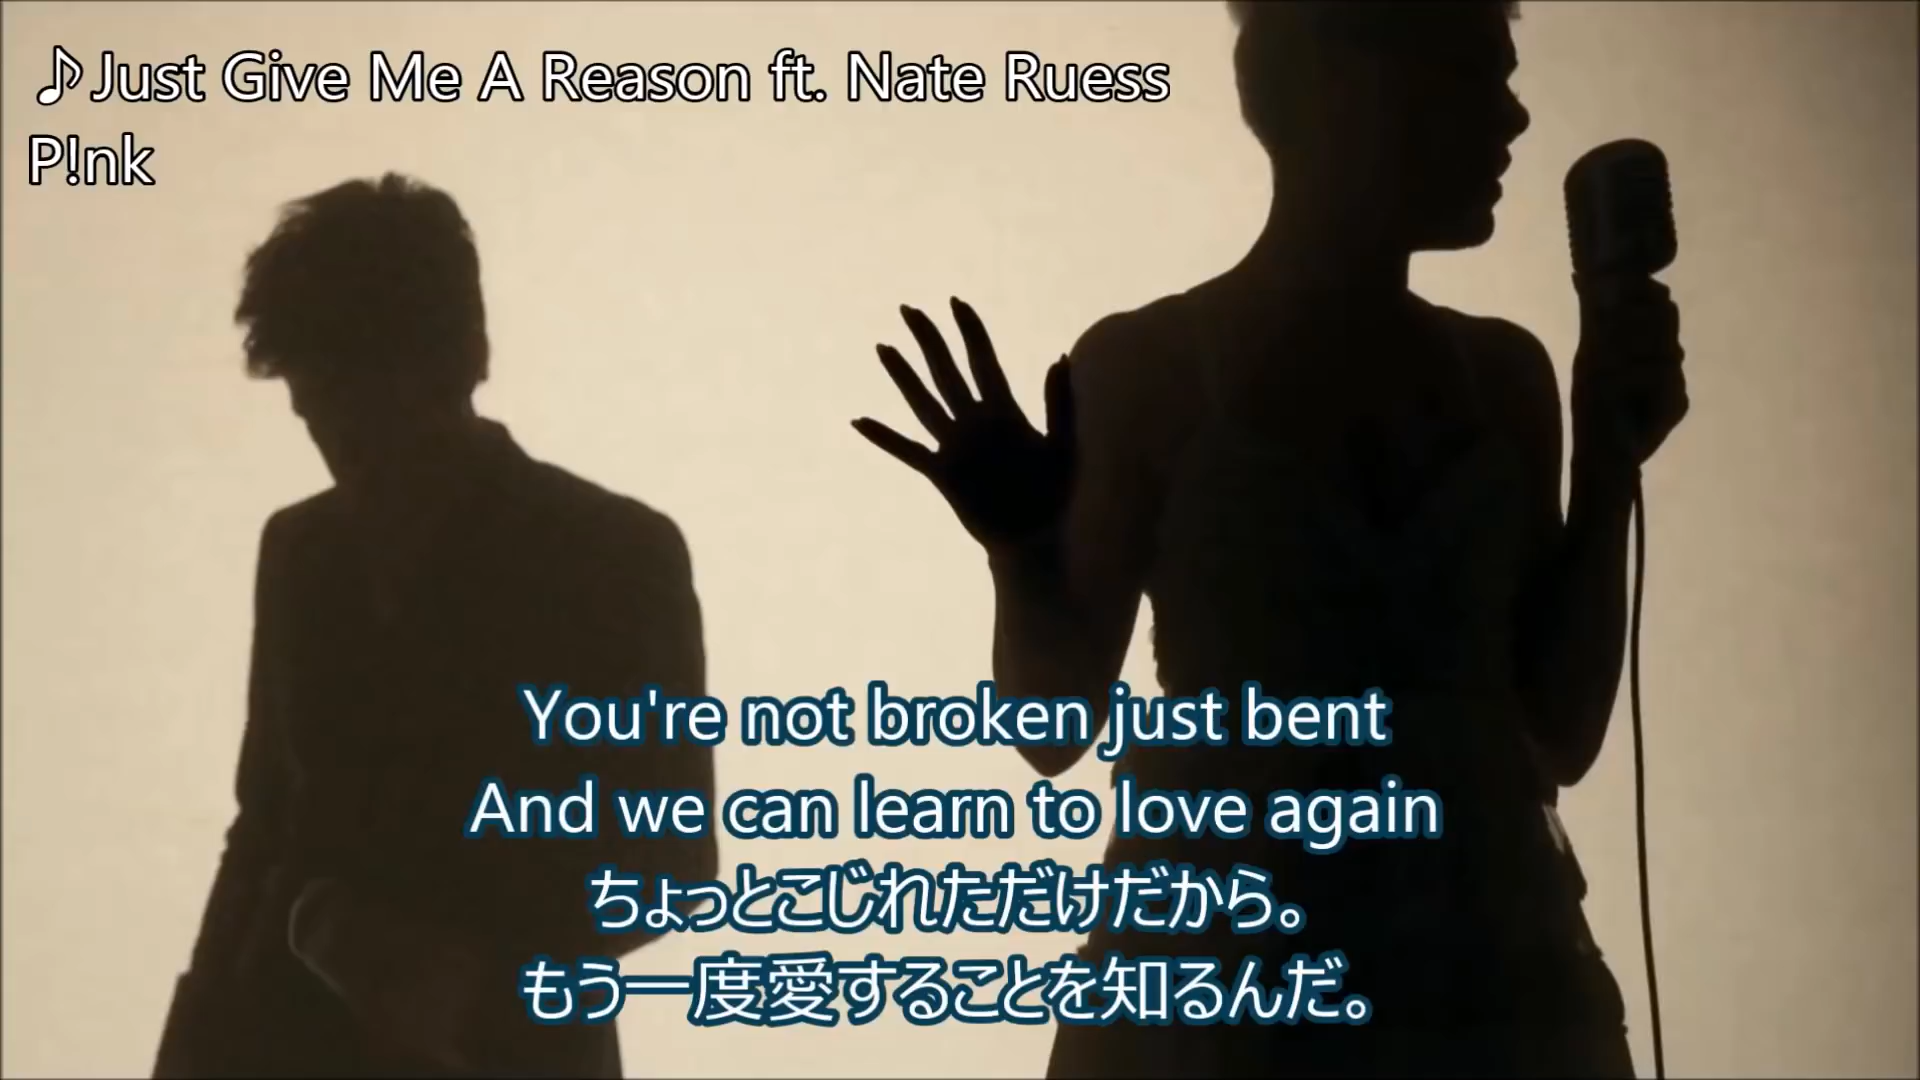 ♪Just Give Me A Reason ft. Nate Ruess
P!nk
You're not broken just bent
And we can learn to love again
ちょっとこじれただけだから。
もう一度愛することを知るんだ。